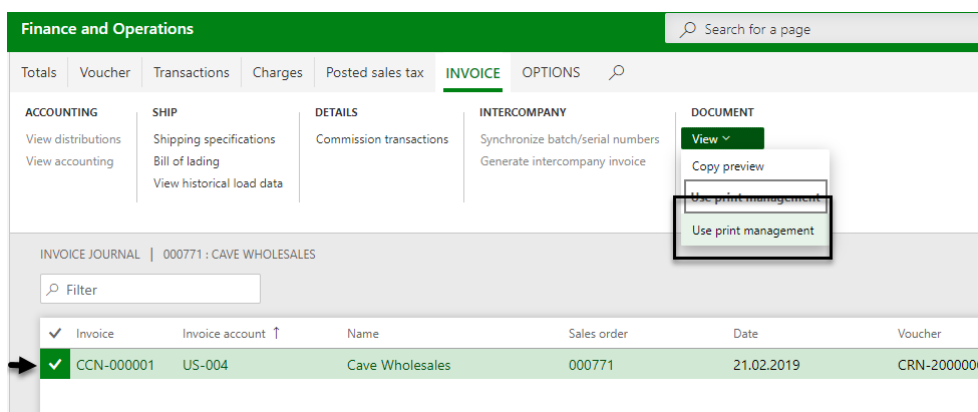 Finance and Operations
Search for a page
Totals Voucher Transactions Charges Posted sales tax INVOICE OPTIONS
ACCOUNTING SHIP DETAILS INTERCOMPANY DOCUMENT
View distributions Shipping specifications Commission transactions Synchronize batch/serial numbers View
View accounting Bill of lading Generate intercompany invoice Copy preview
View historical load data
Use print management
Use print management
INVOICE JOURNAL | 000771 : CAVE WHOLESALES
Filter
Invoice Invoice account ↑ Name Sales order Date Voucher
CCN-000001 US-004 Cave Wholesales 000771 21.02.2019